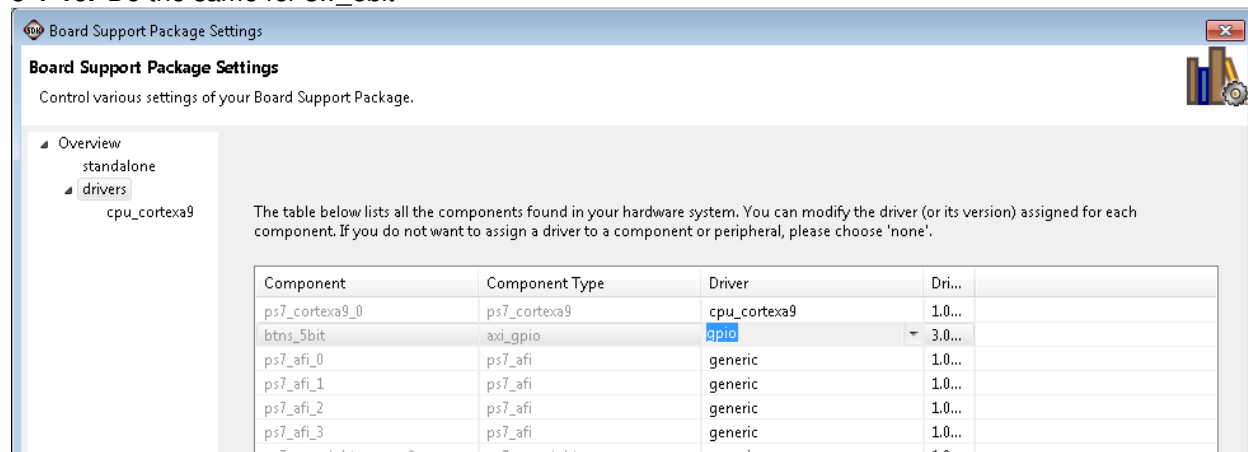 Board Support Package Settings
Board Support Package Settings
Control various settings of your Board Support Package.
Overview
standalone
drivers
cpu_cortexa9
The table below lists all the components found in your hardware system. You can modify the driver (or its version) assigned for each
component. If you do not want to assign a driver to a component or peripheral, please choose 'none'.
Component Component Type Driver Dri...
ps7_cortexa9_0 ps7_cortexa9 cpu_cortexa9 1.0...
btns_5bit axi_gpio gpio 3.0...
ps7_afi_0 ps7_afi generic 1.0...
ps7_afi_1 ps7_afi generic 1.0...
ps7_afi_2 ps7_afi generic 1.0...
ps7_afi_3 ps7_afi generic 1.0...